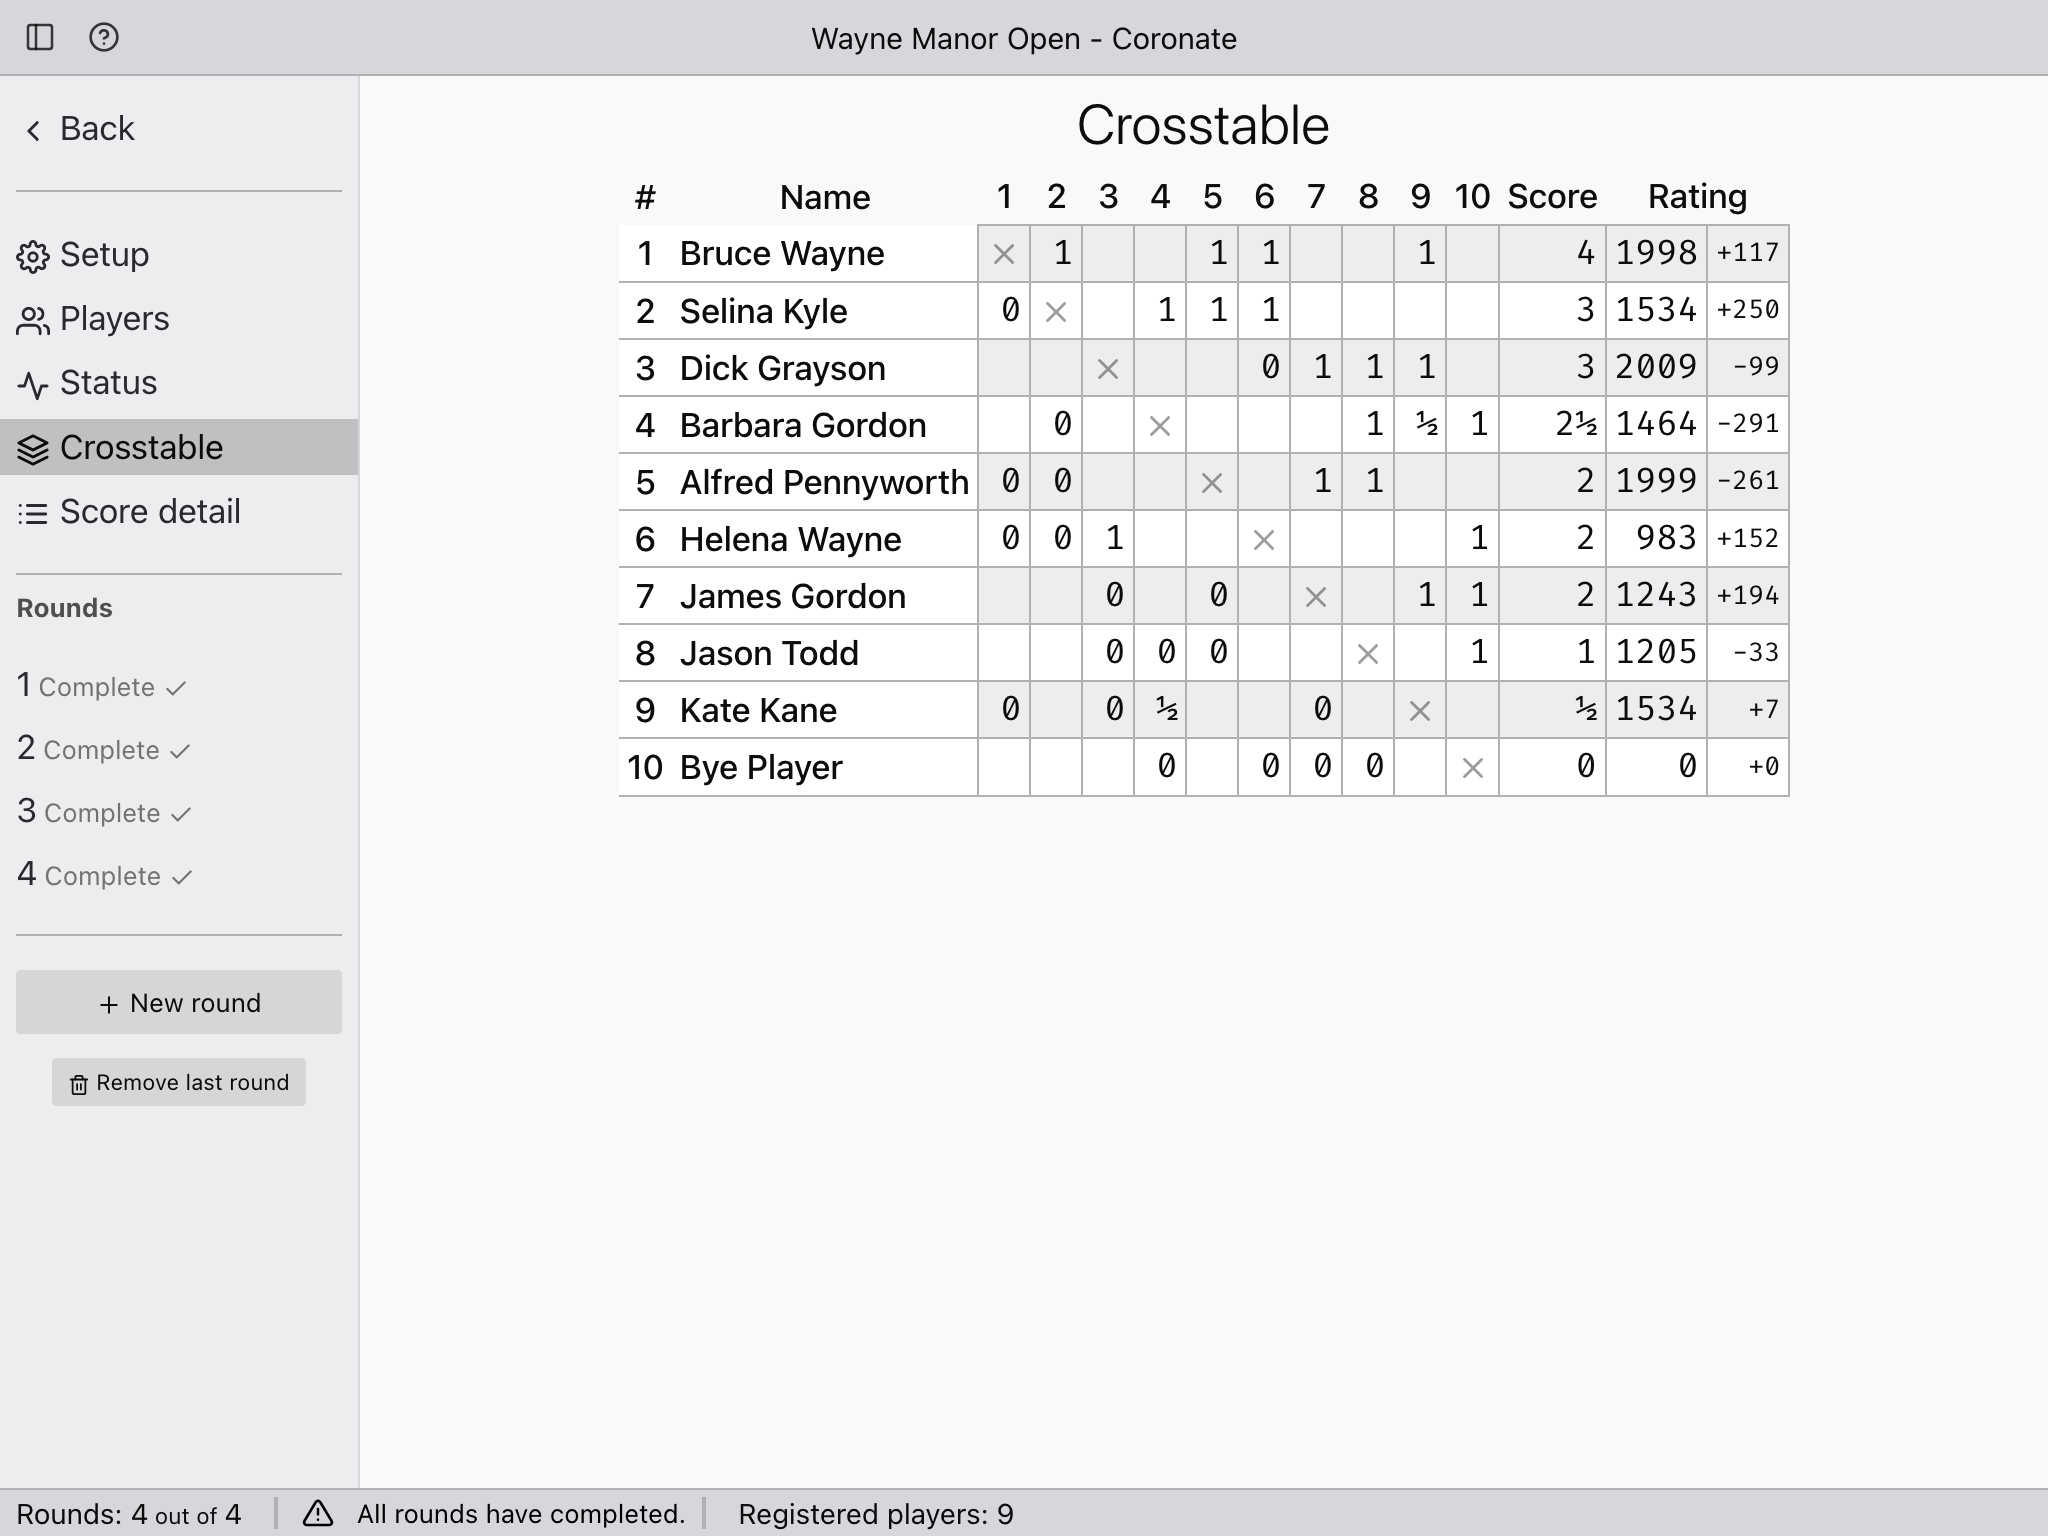 Wayne Manor Open - Coronate
Back
Setup
Players
Status
Crosstable
Score detail
Rounds
1 Complete
2 Complete
3 Complete
4 Complete
+ New round
Remove last round
Crosstable
# Name 1 2 3 4 5 6 7 8 9 10 Score Rating
1 Bruce Wayne × 1 1 1 1 4 1998 +117
2 Selina Kyle 0 × 1 1 1 3 1534 +250
3 Dick Grayson × 0 1 1 1 3 2009 -99
4 Barbara Gordon 0 × 1 ½ 1 2½ 1464 -291
5 Alfred Pennyworth 0 0 × 1 1 2 1999 -261
6 Helena Wayne 0 0 1 × 1 2 983 +152
7 James Gordon 0 0 × 1 1 2 1243 +194
8 Jason Todd 0 0 0 × 1 1 1205 -33
9 Kate Kane 0 0 ½ 0 × ½ 1534 +7
10 Bye Player 0 0 0 0 × 0 0 +0
Rounds: 4 out of 4 All rounds have completed. Registered players: 9